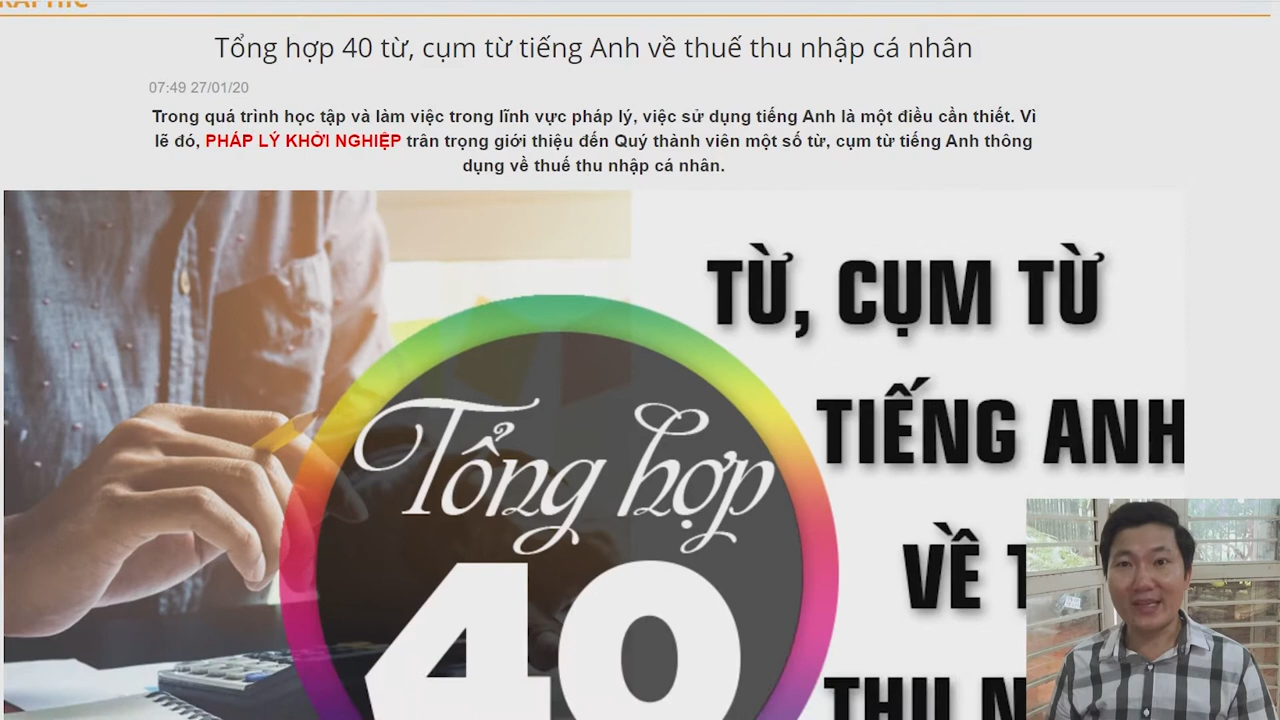 Tổng hợp 40 từ, cụm từ tiếng Anh về thuế thu nhập cá nhân
07:49 27/01/20
Trong quá trình học tập và làm việc trong lĩnh vực pháp lý, việc sử dụng tiếng Anh là một điều cần thiết. Vì
lẽ đó, PHÁP LÝ KHỞI NGHIỆP trân trọng giới thiệu đến Quý thành viên một số từ, cụm từ tiếng Anh thông
dụng về thuế thu nhập cá nhân.
TỪ, CỤM TỪ
TIẾNG ANH
Tổng hợp
40
VỀ
THU